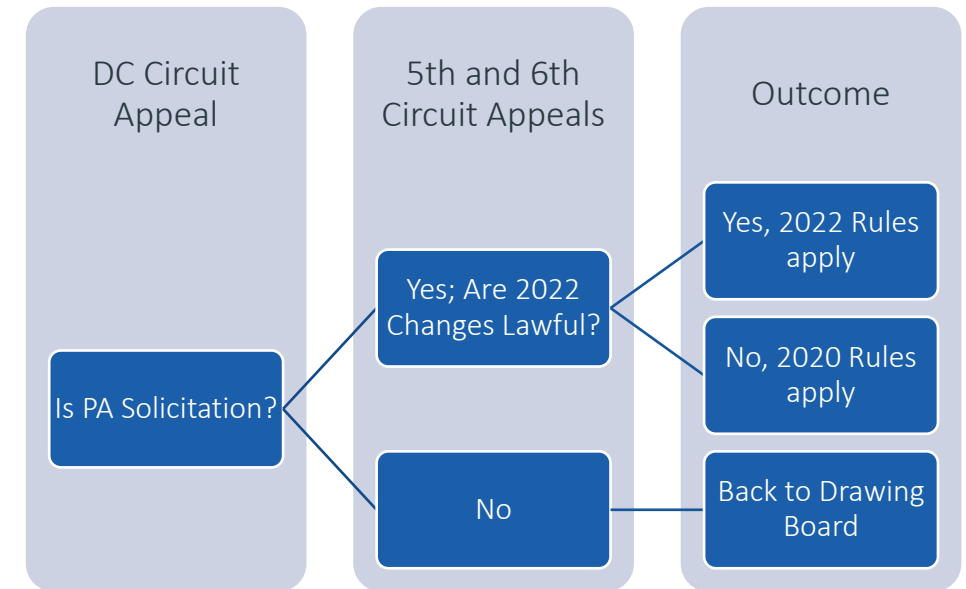 DC Circuit
Appeal
5th and 6th
Circuit Appeals
Outcome
Is PA Solicitation?
Yes; Are 2022
Changes Lawful?
No
Yes, 2022 Rules
apply
No, 2020 Rules
apply
Back to Drawing
Board